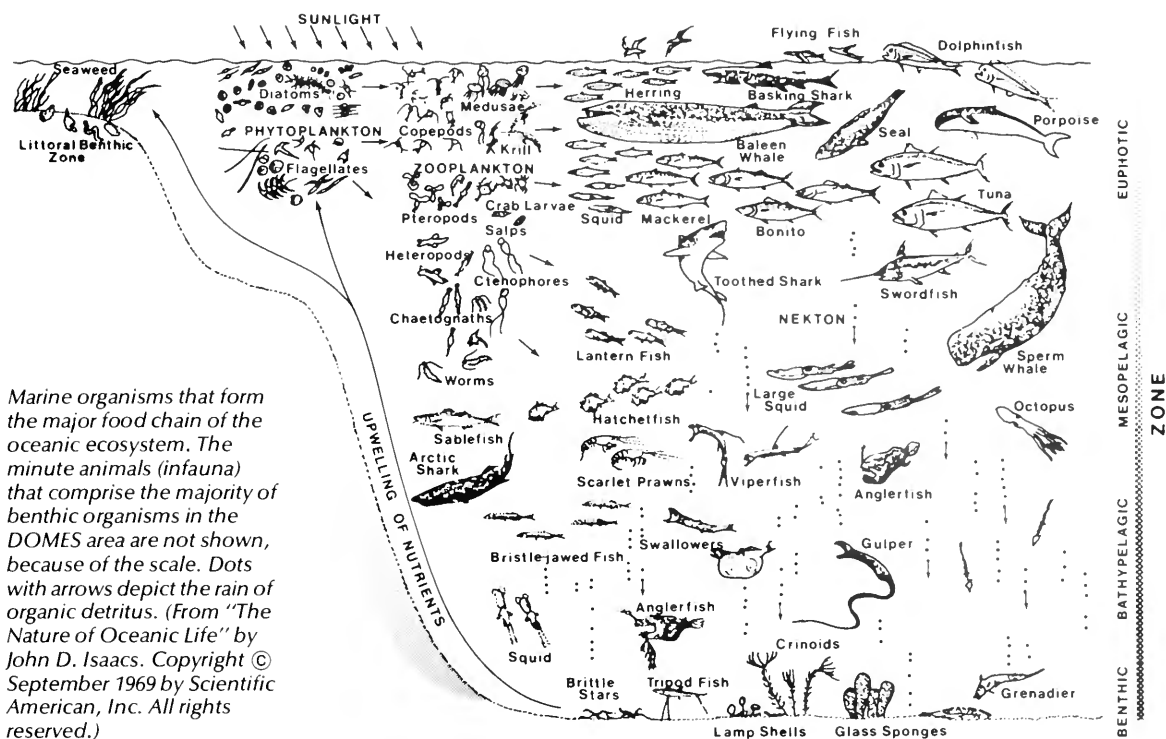 SUNLIGHT
Flying Fish
Dolphinfish
Seaweed
Diatoms
Medusae
Herring
Basking Shark
Littoral Benthic
Zone
PHYTOPLANKTON
Copepods
Krill
Baleen
Whale
Seal
Porpoise
Flagellates
ZOOPLANKTON
Pteropods
Crab Larvae
Salps
Squid
Mackerel
Bonito
Tuna
Heteropods
Ctenophores
Toothed Shark
Swordfish
Chaetognaths
NEKTON
Lantern Fish
Sperm
Whale
Worms
Large
Squid
Octopus
Hatchetfish
Sablefish
Arctic
Shark
Scarlet Prawns
Viperfish
Anglerfish
Bristle jawed Fish
Swallowers
Gulper
Anglerfish
Squid
Crinoids
Brittle
Stars
Tripod Fish
Grenadier
Lamp Shells
Glass Sponges
UPWELLING OF NUTRIENTS
EUPHOTIC
MESOPELAGIC
BATHYPELAGIC
BENTHIC
ZONE
Marine organisms that form
the major food chain of the
oceanic ecosystem. The
minute animals (infauna)
that comprise the majority of
benthic organisms in the
DOMES area are not shown,
because of the scale. Dots
with arrows depict the rain of
organic detritus. (From "The
Nature of Oceanic Life" by
John D. Isaacs. Copyright ©
September 1969 by Scientific
American, Inc. All rights
reserved.)